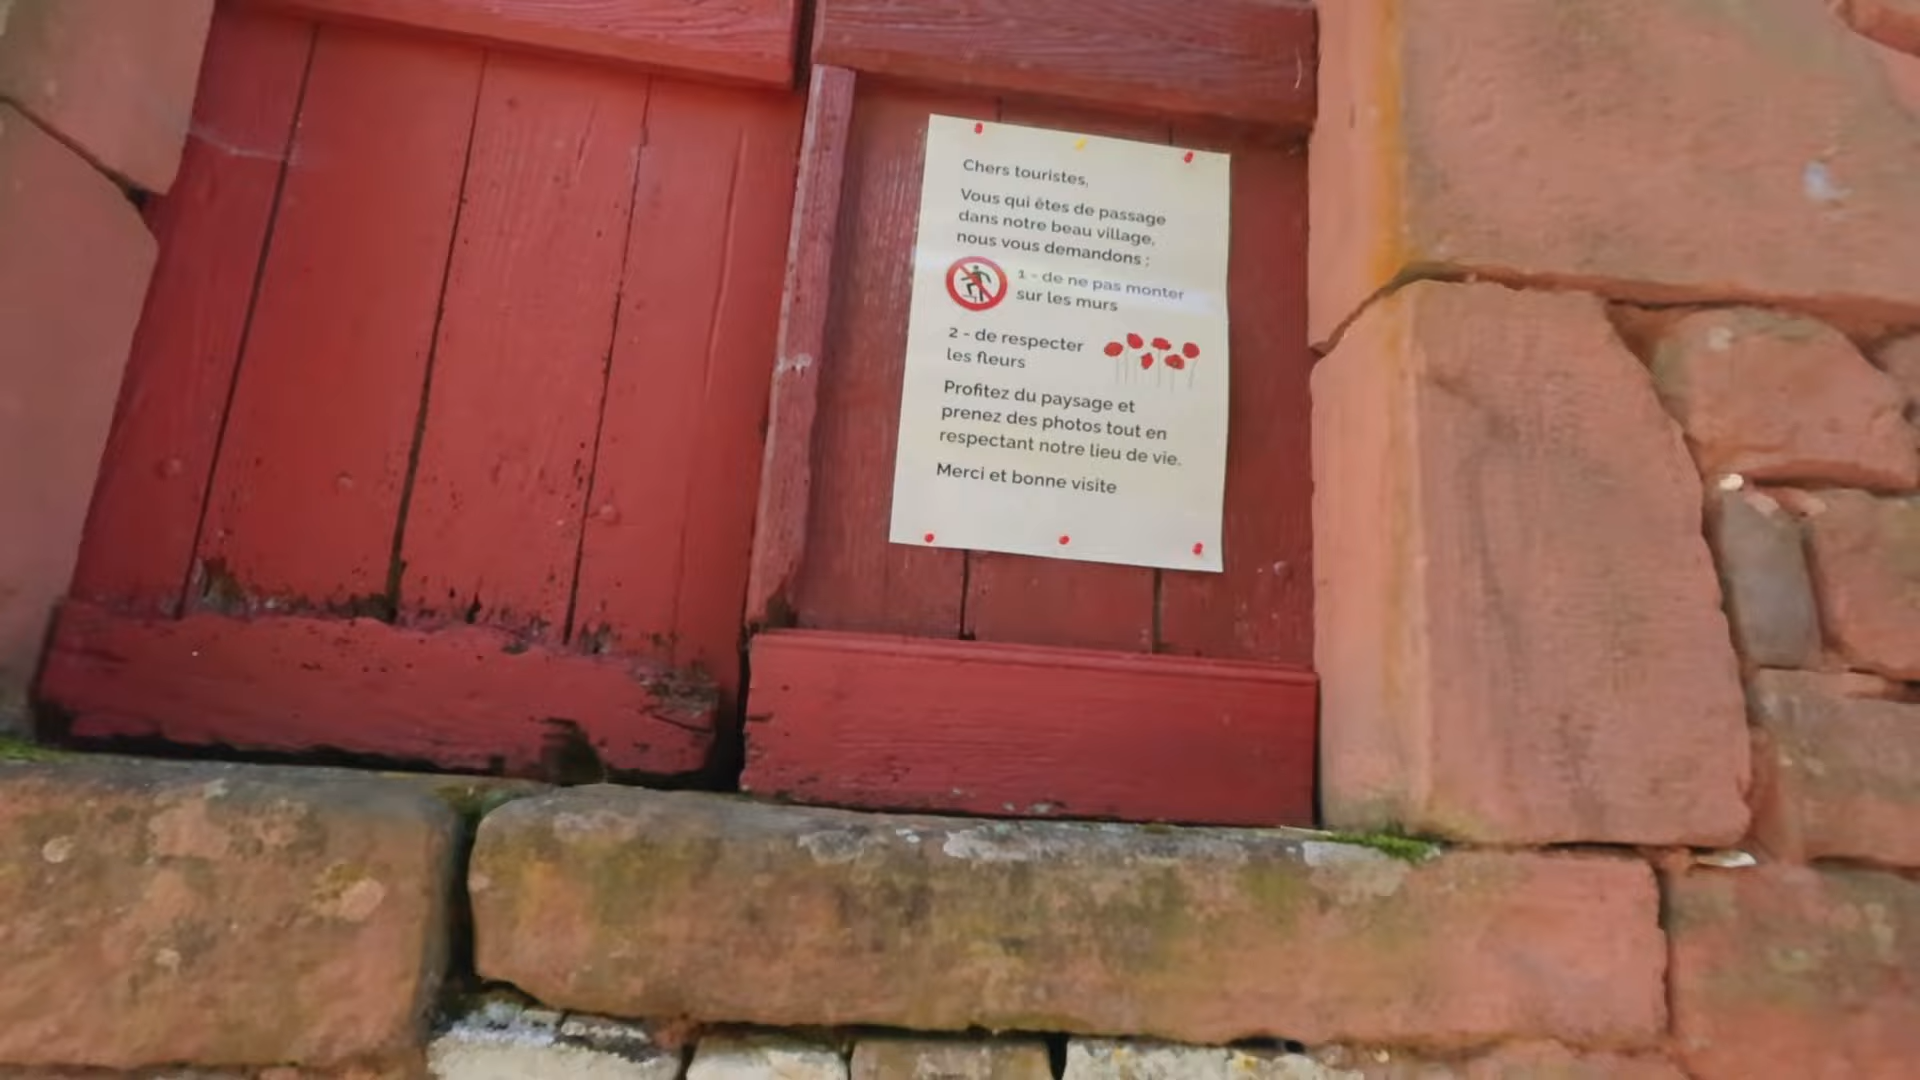 Chers touristes,
Vous qui êtes de passage
dans notre beau village,
nous vous demandons :
1 - de ne pas monter
sur les murs
2 - de respecter
les fleurs
Profitez du paysage et
prenez des photos tout en
respectant notre lieu de vie.
Merci et bonne visite